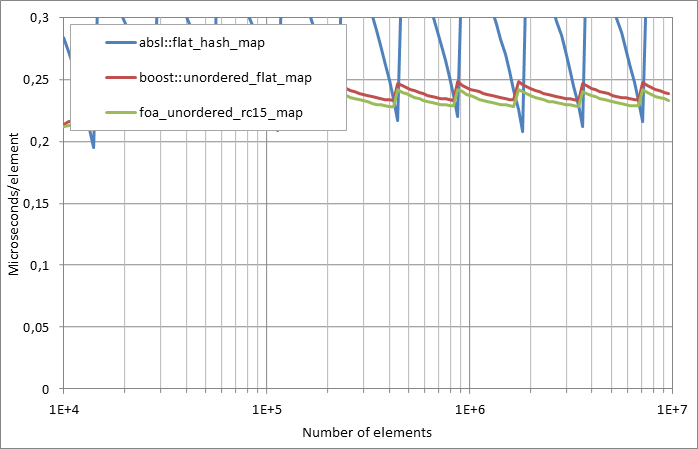 0,3
0,25
0,2
0,15
0,1
0,05
0
absl::flat_hash_map
boost::unordered_flat_map
foa_unordered_rc15_map
Microseconds/element
1E+4 1E+5 1E+6 1E+7
Number of elements